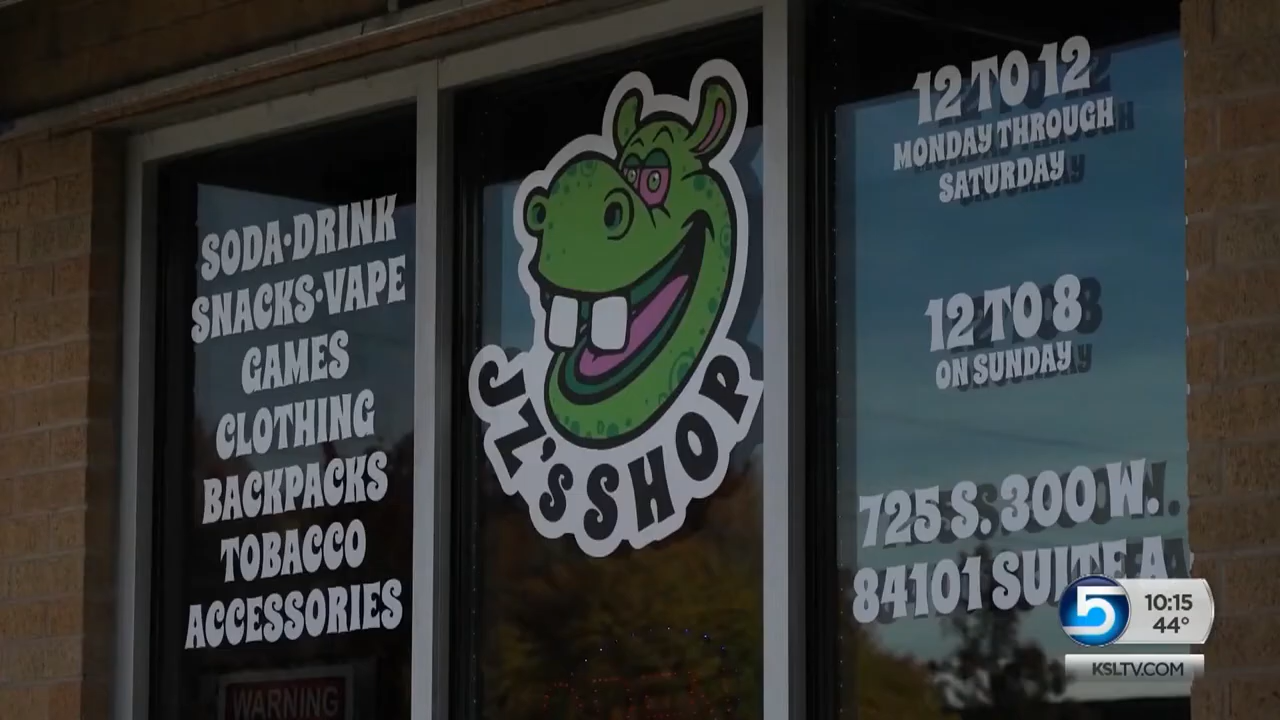 SODA·DRINK
SNACKS·VAPE
GAMES
CLOTHING
BACKPACKS
TOBACCO
ACCESSORIES
WARNING
JZ'S SHOP
12 TO 12
MONDAY THROUGH
SATURDAY
12 TO 8
ON SUNDAY
725 S. 300 W.
84101 SUITE A
5
10:15
44°
KSLTV.COM